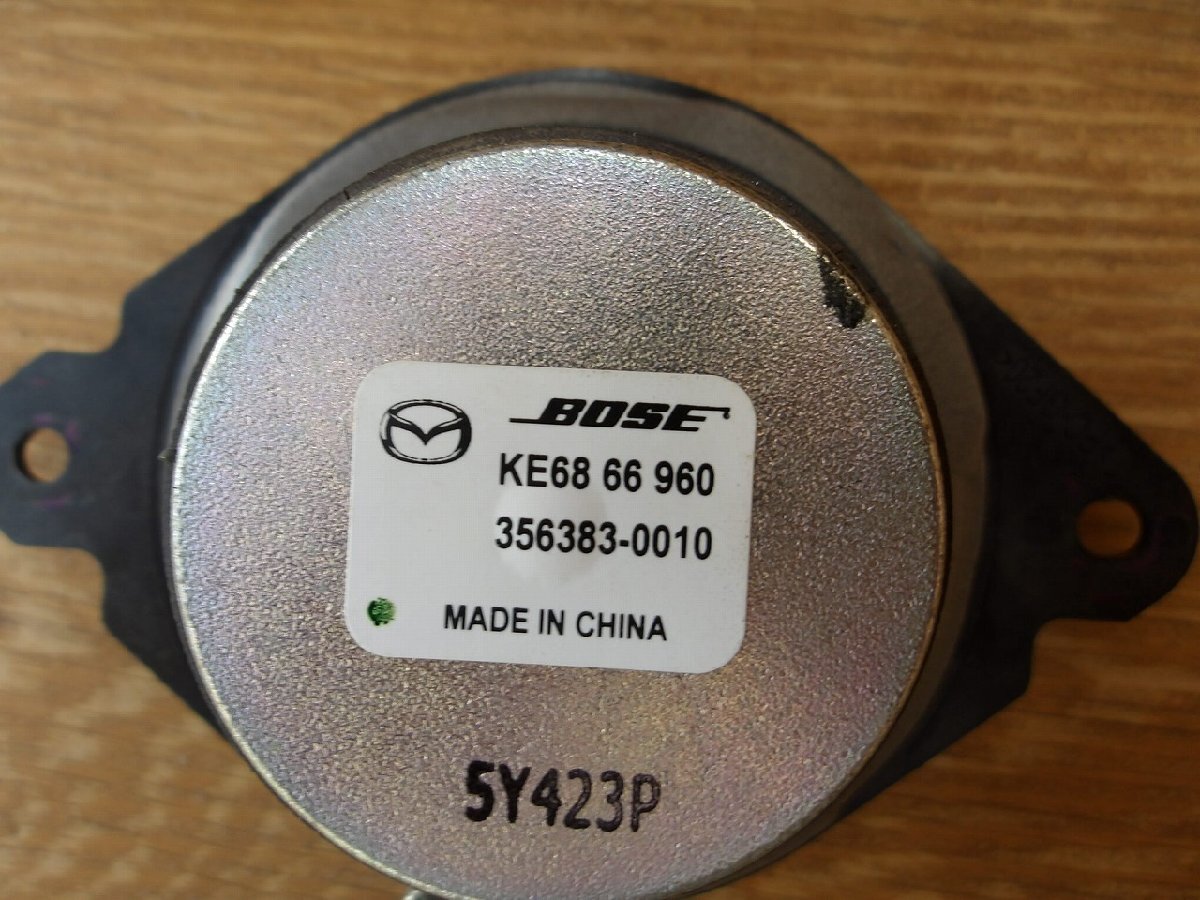 BOSE
KE68 66 960
356383-0010
MADE IN CHINA
5Y423P